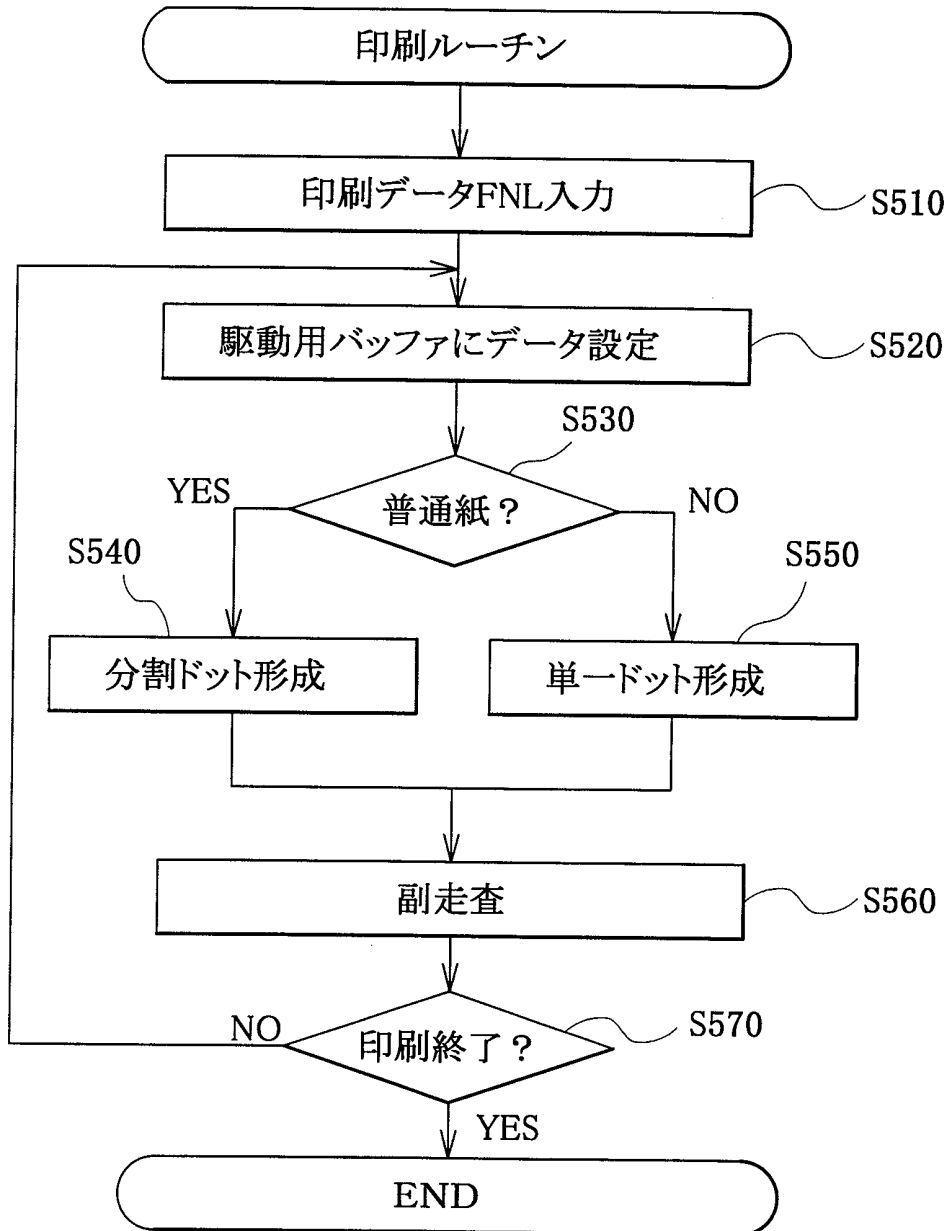 印刷ルーチン
印刷データFNL入力
S510
駆動用バッファにデータ設定
S520
S530
普通紙？
YES
NO
S540
S550
分割ドット形成
単一ドット形成
副走査
S560
印刷終了？
S570
NO
YES
END